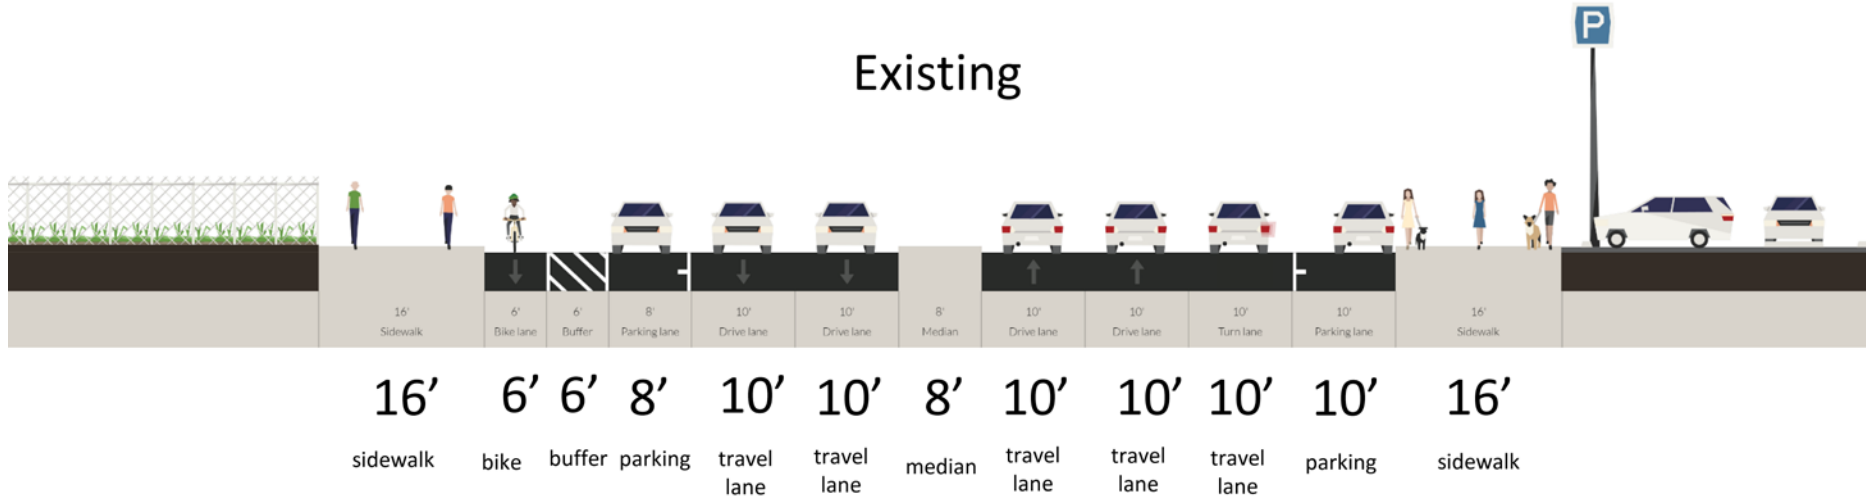 P
Existing
16' 6' 6' 8' 10' 10' 8' 10' 10' 10' 10' 16'
Sidewalk Bike lane Buffer Parking lane Drive lane Drive lane Median Drive lane Drive lane Turn lane Parking lane Sidewalk
16’ 6’ 6’ 8’ 10’ 10’ 8’ 10’ 10’ 10’ 10’ 16’
sidewalk bike buffer parking travel lane travel lane median travel lane travel lane travel lane parking sidewalk